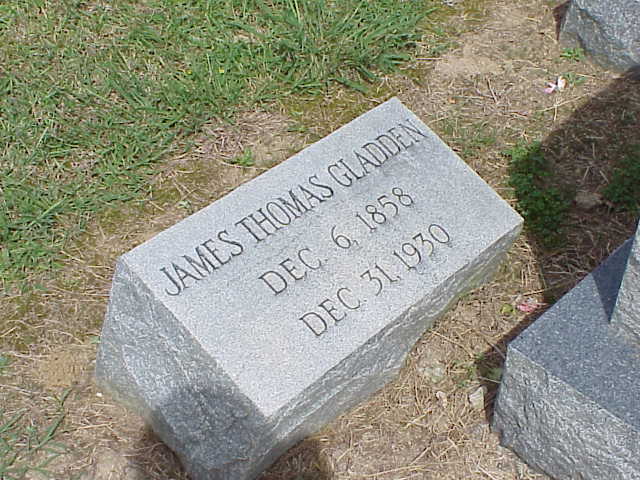 JAMES THOMAS GLADDEN
DEC. 6, 1858
DEC. 31, 1930